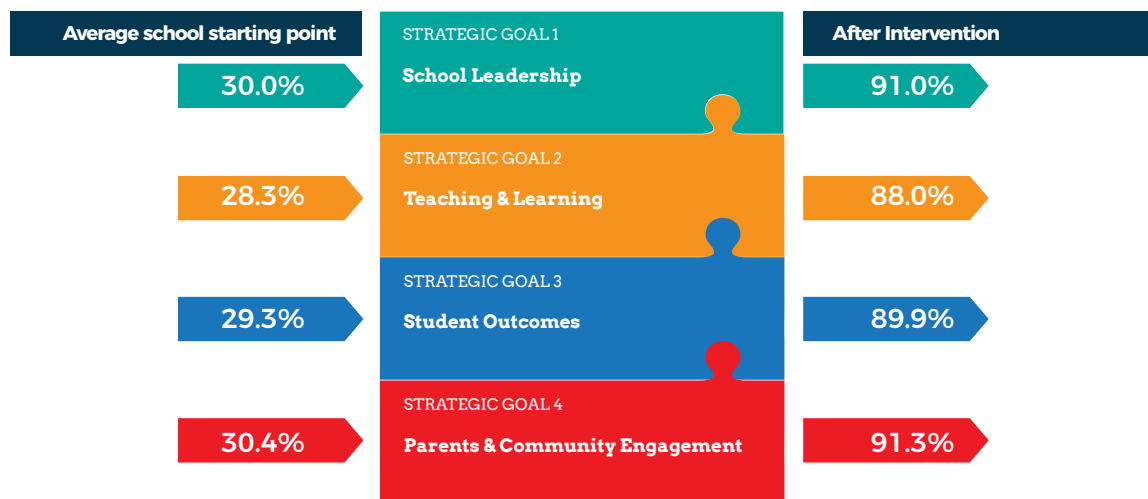 Average school starting point
After Intervention
STRATEGIC GOAL 1
School Leadership
30.0%
91.0%
STRATEGIC GOAL 2
Teaching & Learning
28.3%
88.0%
STRATEGIC GOAL 3
Student Outcomes
29.3%
89.9%
STRATEGIC GOAL 4
Parents & Community Engagement
30.4%
91.3%